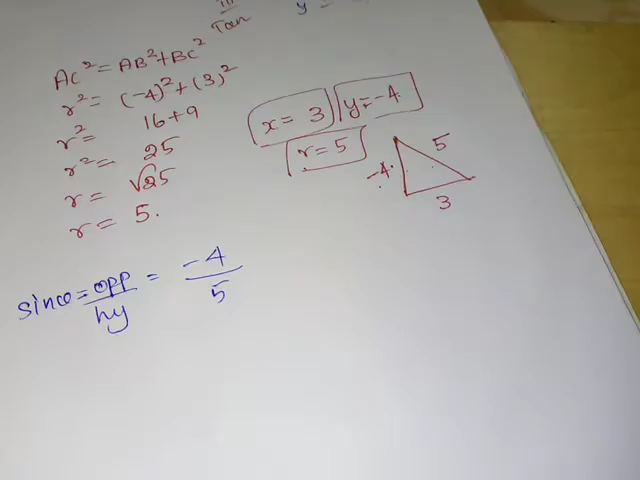 III
Tan y =
AC² = AB² + BC²
r² = (-4)² + (3)²
r² = 16+9
r² = 25
r = √25
r = 5.
x = 3 y = -4
r = 5
-4 5
3
sinθ = opp/hy = -4/5